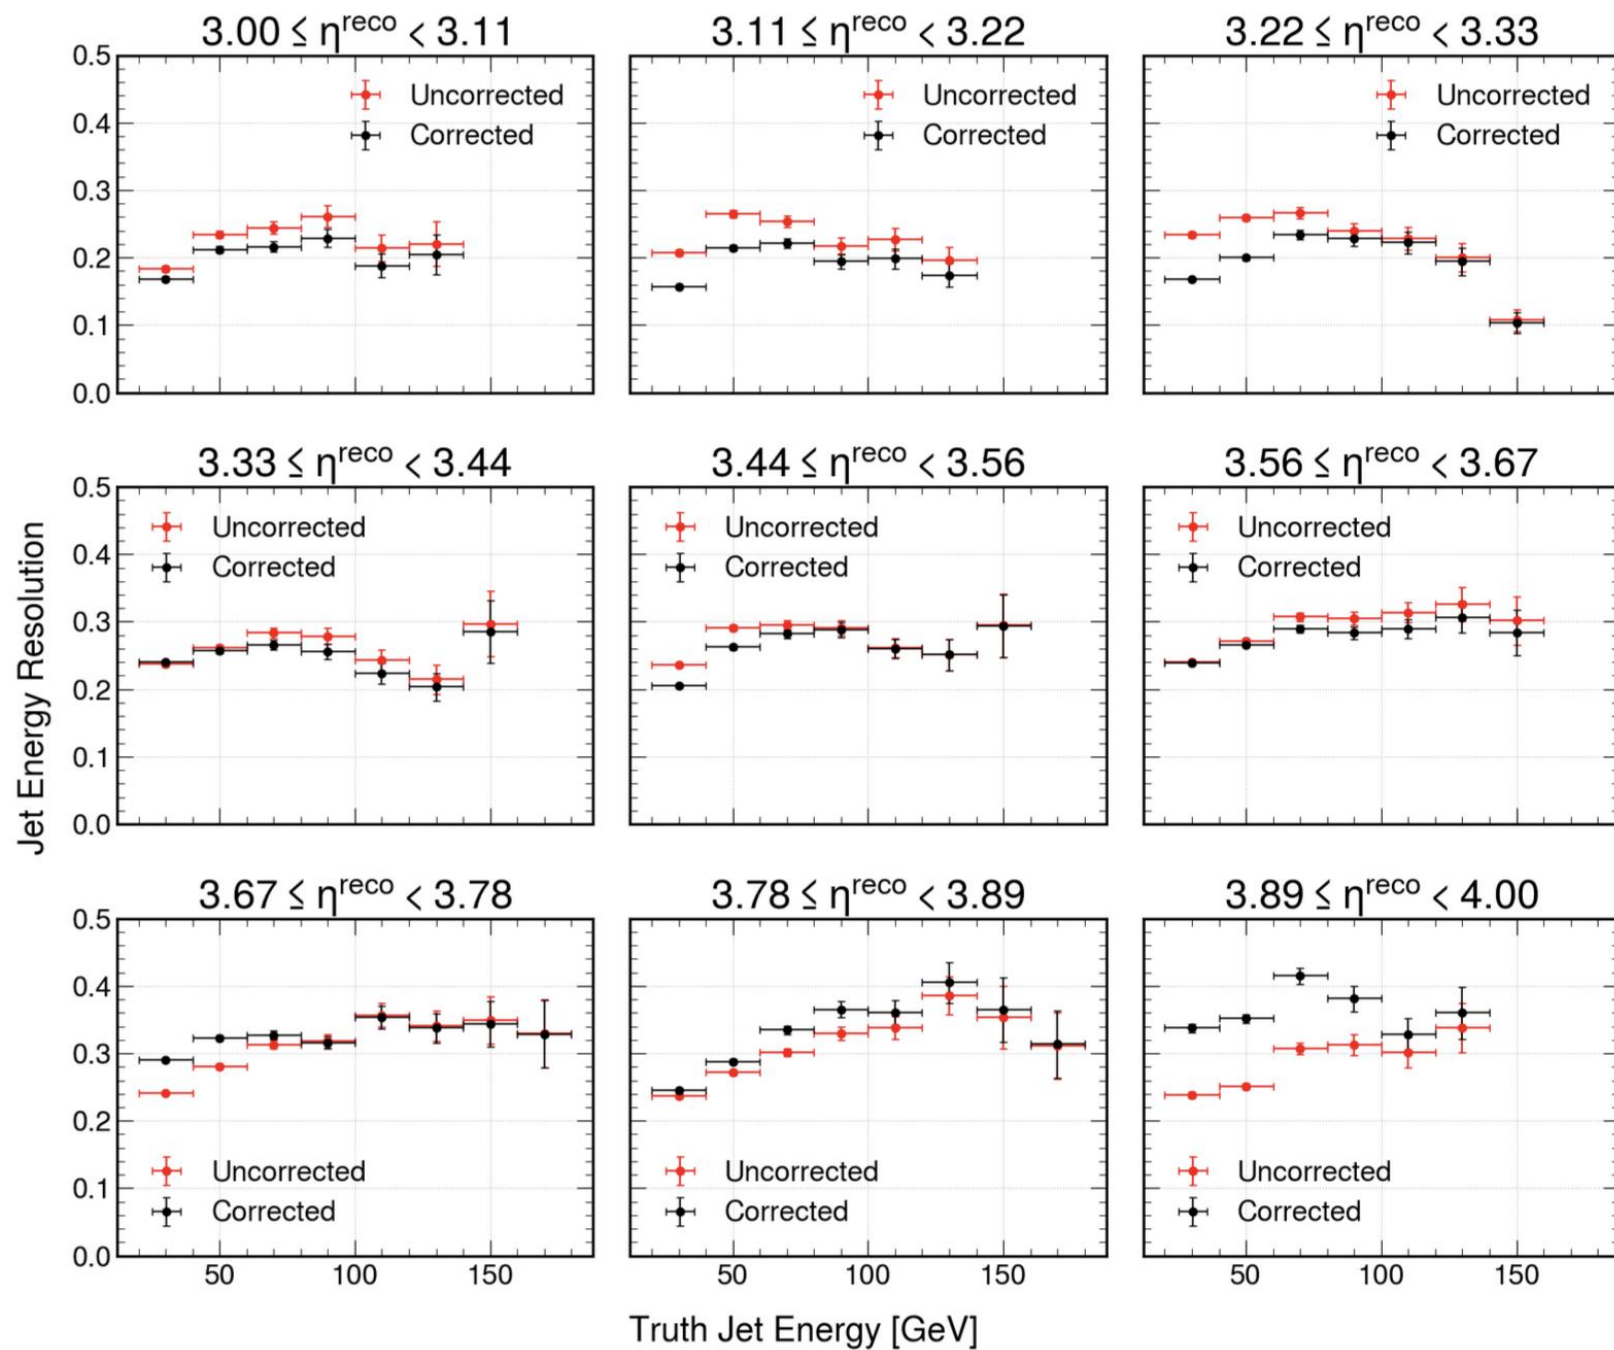 3.00 ≤ η^reco < 3.11
3.11 ≤ η^reco < 3.22
3.22 ≤ η^reco < 3.33
0.5
0.4
0.3
0.2
0.1
0.0
Uncorrected
Corrected
Uncorrected
Corrected
Uncorrected
Corrected
3.33 ≤ η^reco < 3.44
3.44 ≤ η^reco < 3.56
3.56 ≤ η^reco < 3.67
Jet Energy Resolution
0.5
0.4
0.3
0.2
0.1
0.0
Uncorrected
Corrected
Uncorrected
Corrected
Uncorrected
Corrected
3.67 ≤ η^reco < 3.78
3.78 ≤ η^reco < 3.89
3.89 ≤ η^reco < 4.00
0.5
0.4
0.3
0.2
0.1
0.0
Uncorrected
Corrected
Uncorrected
Corrected
Uncorrected
Corrected
50 100 150
50 100 150
50 100 150
Truth Jet Energy [GeV]